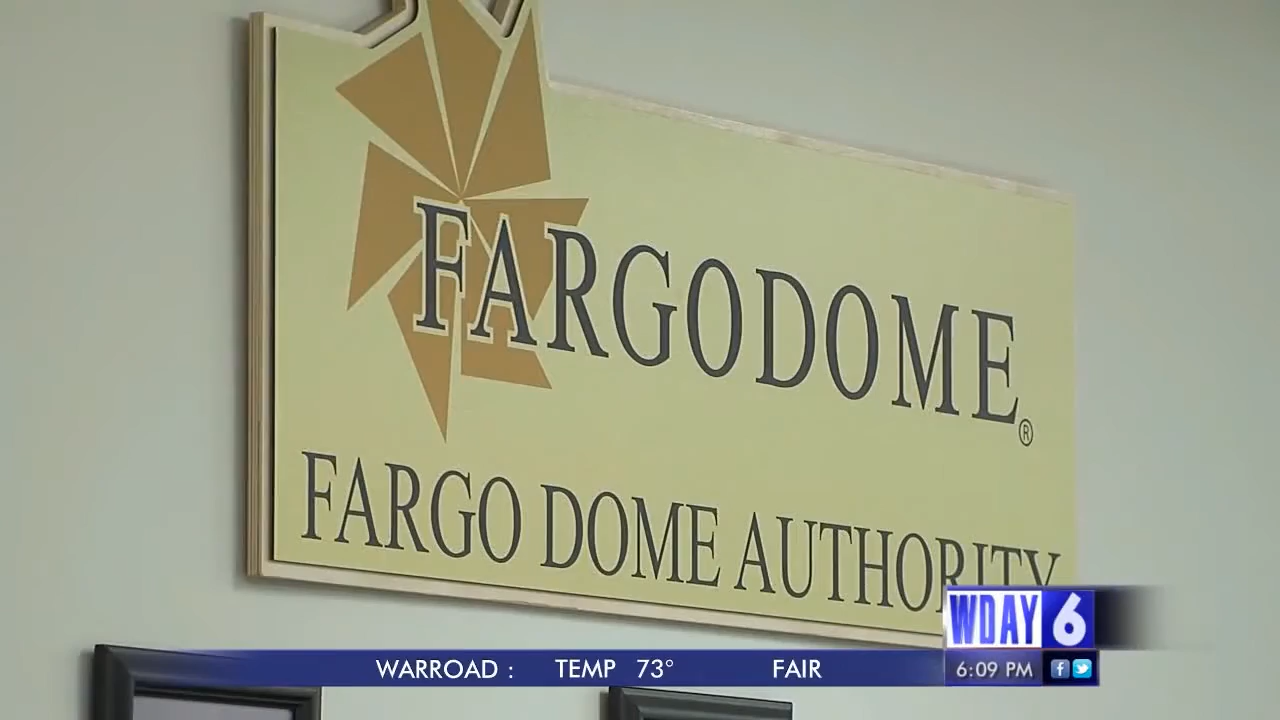 FARGODOME®
FARGO DOME AUTHORITY
WDAY 6
WARROAD : TEMP 73° FAIR
6:09 PM